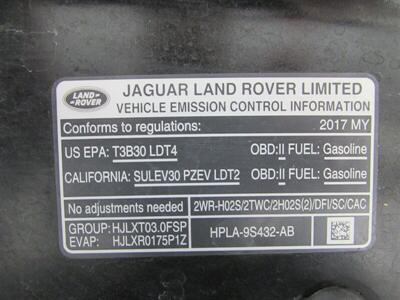 LAND
ROVER
JAGUAR LAND ROVER LIMITED
VEHICLE EMISSION CONTROL INFORMATION
Conforms to regulations: 2017 MY
US EPA: T3B30 LDT4 OBD:II FUEL: Gasoline
CALIFORNIA: SULEV30 PZEV LDT2 OBD:II FUEL: Gasoline
No adjustments needed 2WR-H02S/2TWC/2H02S(2)/DFI/SC/CAC
GROUP: HJLXT03.0FSP
EVAP: HJLXR0175P1Z
HPLA-9S432-AB